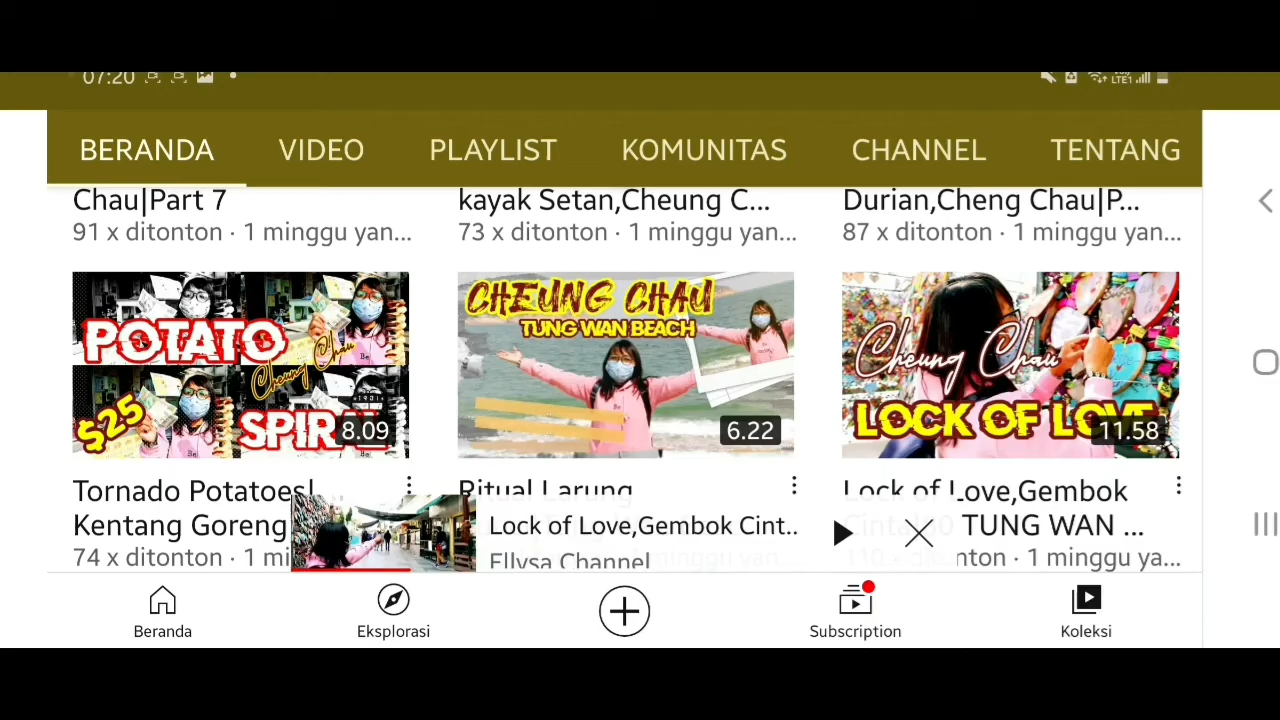 07:20
LTE1
BERANDA VIDEO PLAYLIST KOMUNITAS CHANNEL TENTANG
Chau|Part 7
91 x ditonton · 1 minggu yan...
kayak Setan,Cheung C...
73 x ditonton · 1 minggu yan...
Durian,Cheng Chau|P...
87 x ditonton · 1 minggu yan...
POTATO
Cheung Chau
$25
SPIR
8.09
CHEUNG CHAU
TUNG WAN BEACH
6.22
Cheung Chau
LOCK OF LOVE
11.58
Tornado Potatoes|
Kentang Goreng
74 x ditonton · 1 mi
Ritual Larung
Lock of Love,Gembok
TUNG WAN ...
nton · 1 minggu ya...
Lock of Love,Gembok Cint..
Ellysa Channel
Beranda
Eksplorasi
Subscription
Koleksi